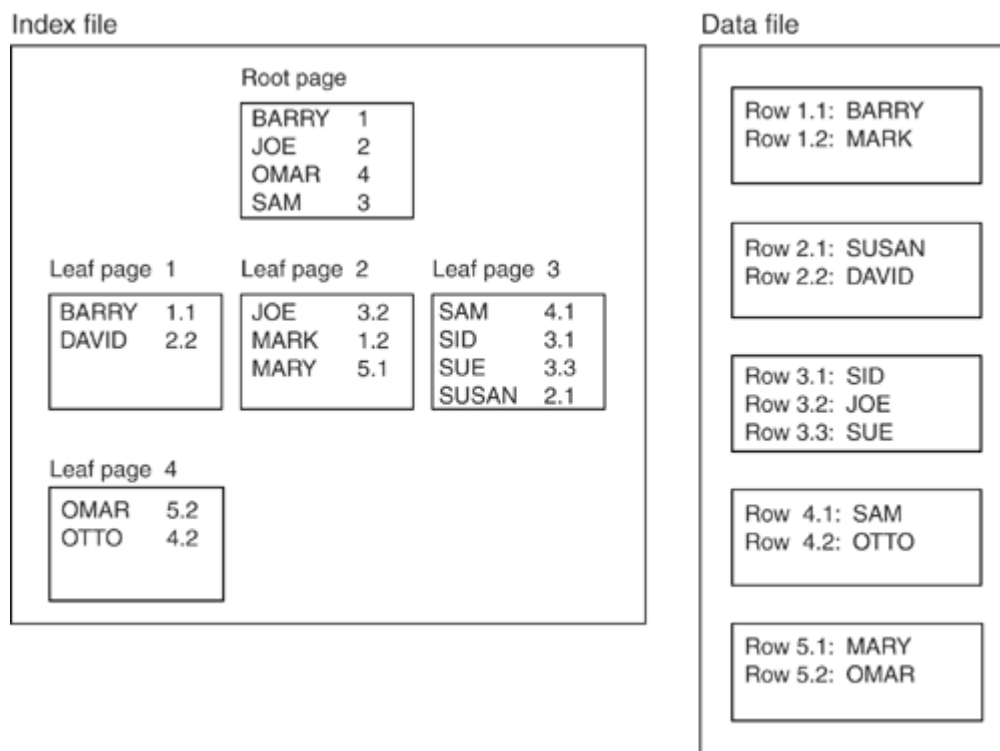 Index file
Root page
BARRY 1
JOE 2
OMAR 4
SAM 3
Leaf page 1
BARRY 1.1
DAVID 2.2
Leaf page 2
JOE 3.2
MARK 1.2
MARY 5.1
Leaf page 3
SAM 4.1
SID 3.1
SUE 3.3
SUSAN 2.1
Leaf page 4
OMAR 5.2
OTTO 4.2
Data file
Row 1.1: BARRY
Row 1.2: MARK
Row 2.1: SUSAN
Row 2.2: DAVID
Row 3.1: SID
Row 3.2: JOE
Row 3.3: SUE
Row 4.1: SAM
Row 4.2: OTTO
Row 5.1: MARY
Row 5.2: OMAR